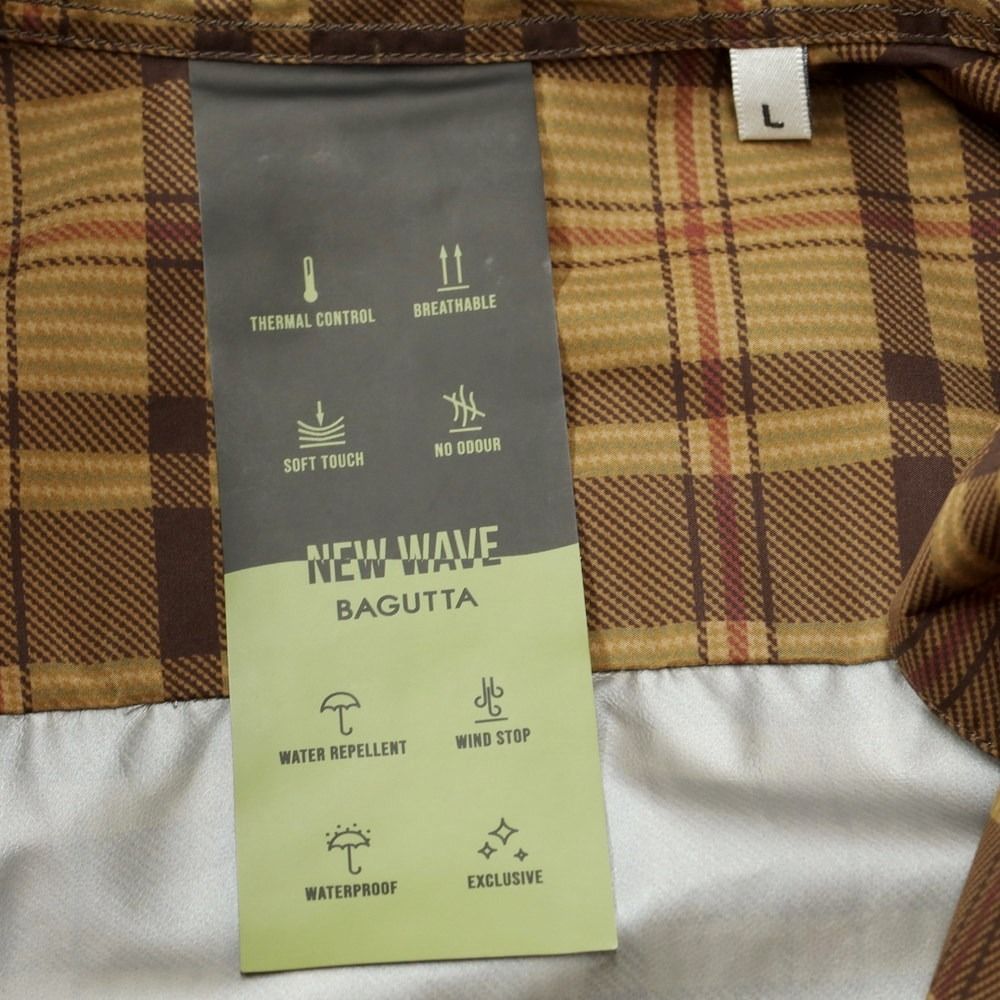 L
THERMAL CONTROL
BREATHABLE
SOFT TOUCH
NO ODOUR
NEW WAVE
BAGUTTA
WATER REPELLENT
WIND STOP
WATERPROOF
EXCLUSIVE